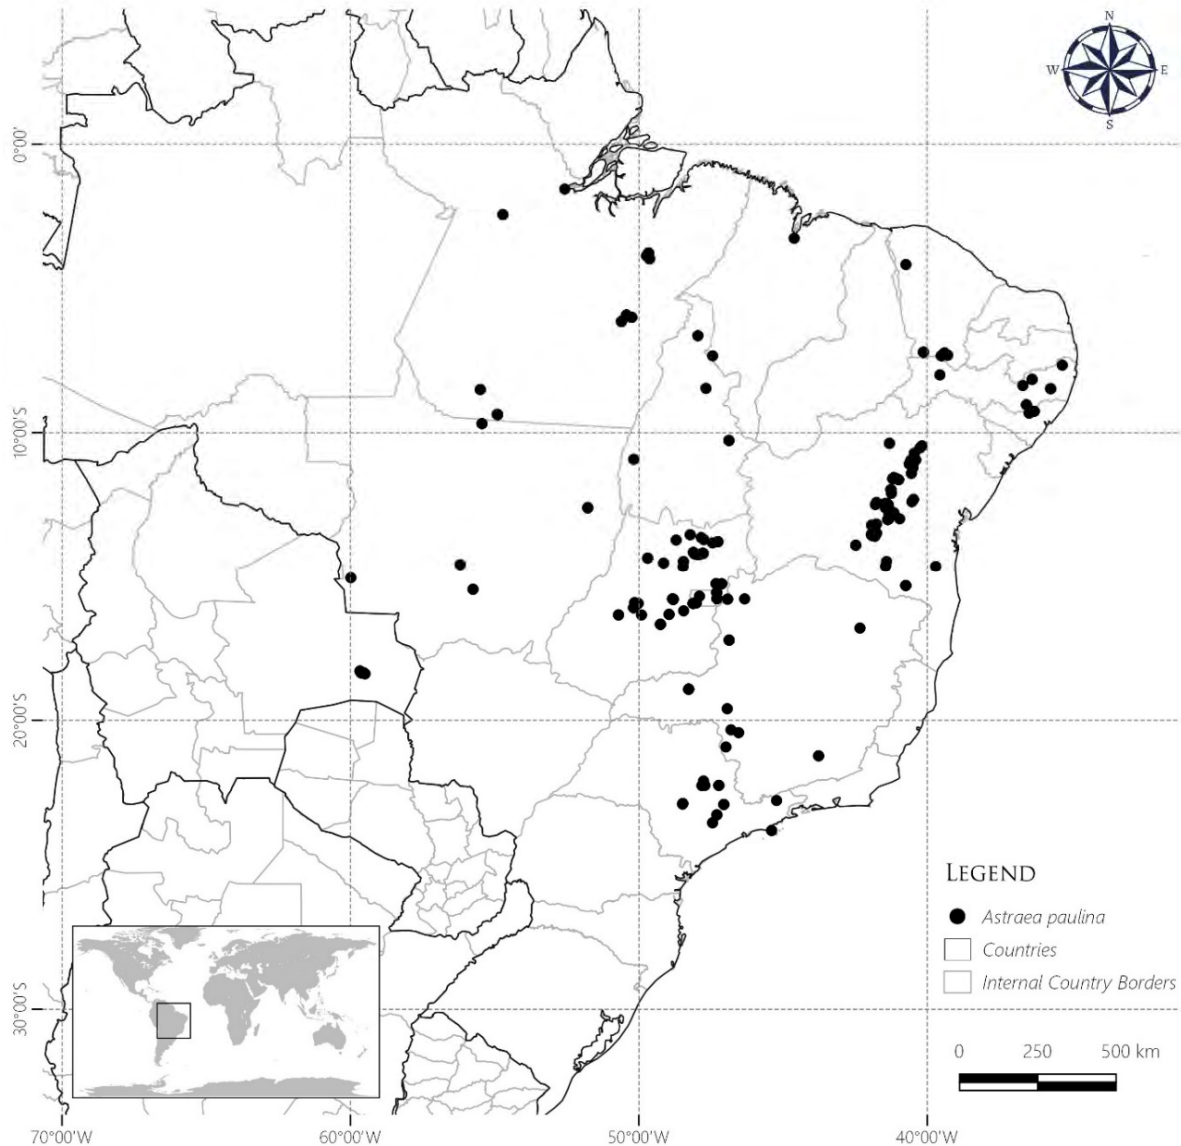 N
W E
S
0°00'
10°00'S
20°00'S
30°00'S
LEGEND
Astraea paulina
Countries
Internal Country Borders
0 250 500 km
70°00'W 60°00'W 50°00'W 40°00'W